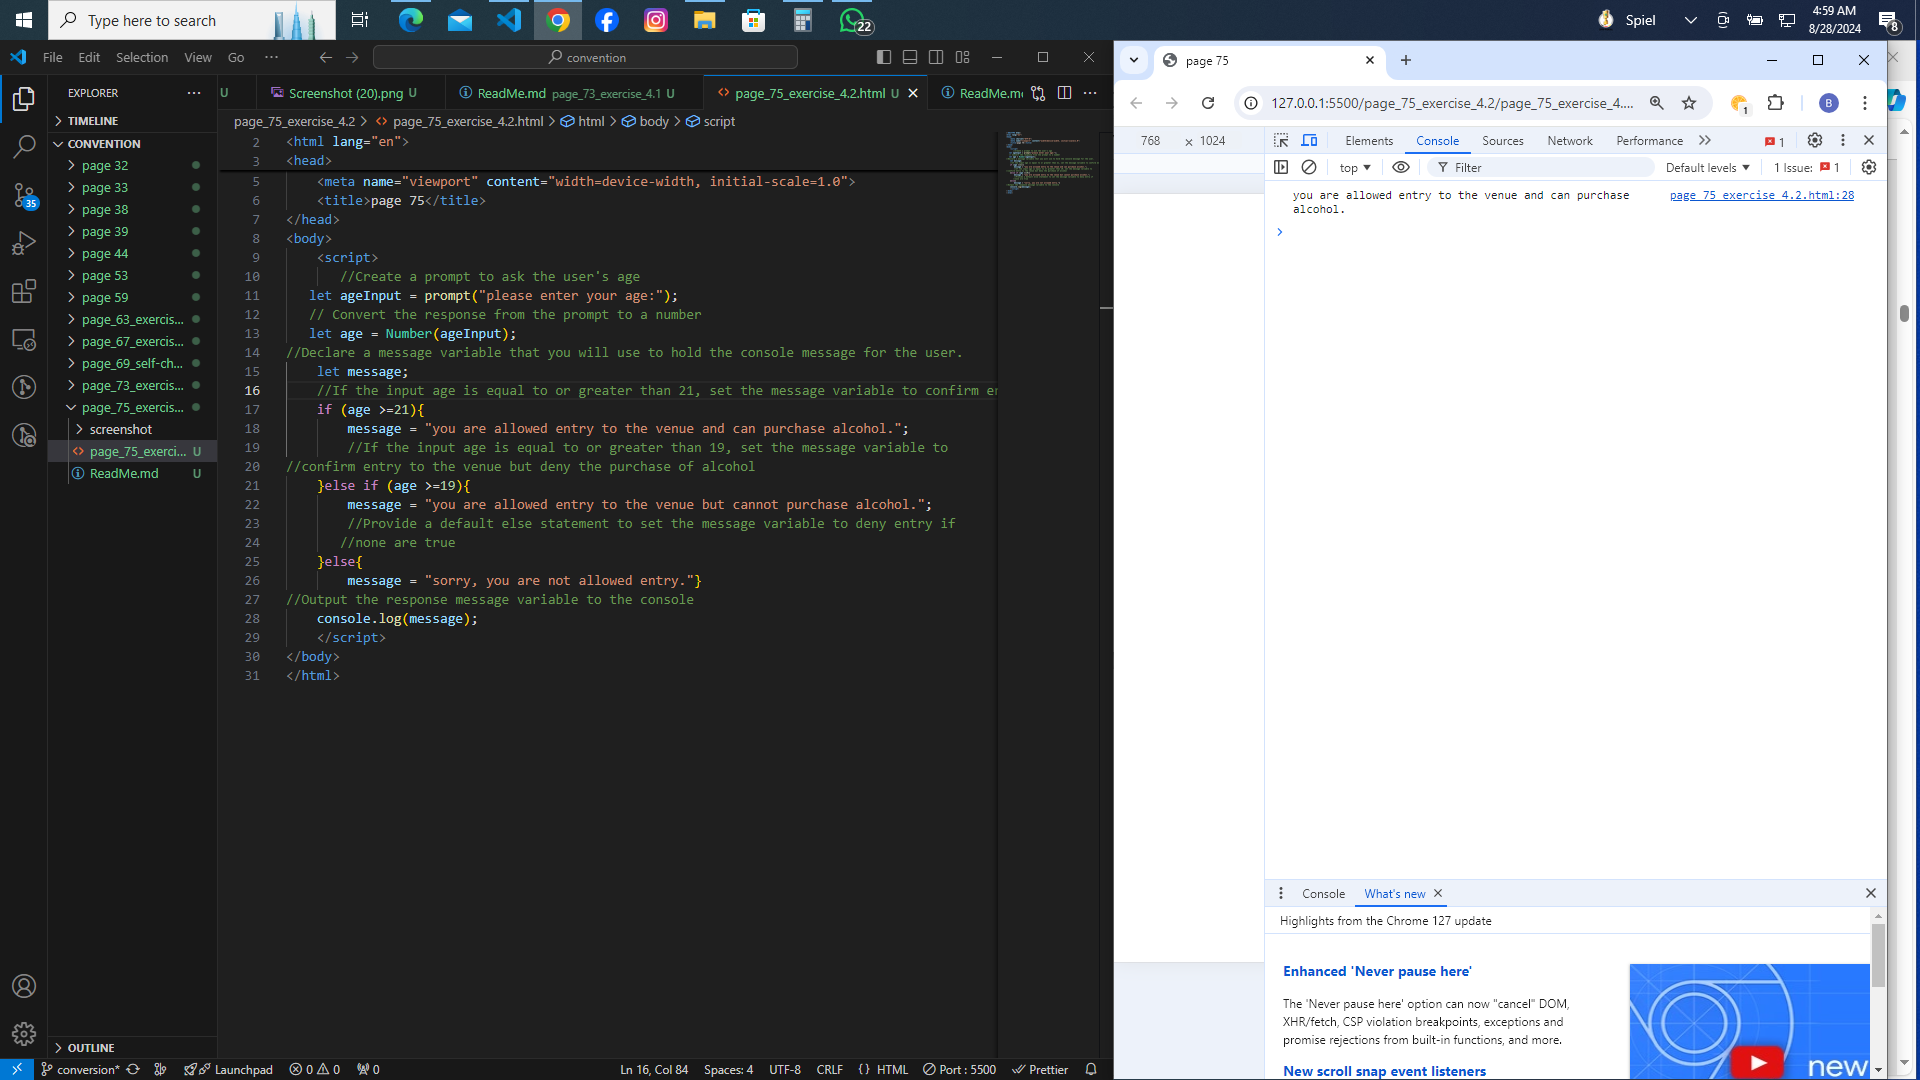 Type here to search
22
Spiel
4:59 AM
8/28/2024
8
File Edit Selection View Go ···
convention
EXPLORER
TIMELINE
CONVENTION
page 32
page 33
page 38
page 39
page 44
page 53
page 59
page_63_exercis...
page_67_exercis...
page_69_self-ch...
page_73_exercis...
page_75_exercis...
screenshot
page_75_exerci... U
ReadMe.md U
OUTLINE
35
U
Screenshot (20).png U
ReadMe.md page_73_exercise_4.1 U
page_75_exercise_4.2.html U
ReadMe.m
page_75_exercise_4.2 > page_75_exercise_4.2.html > html > body > script
2 <html lang="en">
3 <head>
5 <meta name="viewport" content="width=device-width, initial-scale=1.0">
6 <title>page 75</title>
7 </head>
8 <body>
9 <script>
10 //Create a prompt to ask the user's age
11 let ageInput = prompt("please enter your age:");
12 // Convert the response from the prompt to a number
13 let age = Number(ageInput);
14 //Declare a message variable that you will use to hold the console message for the user.
15 let message;
16 //If the input age is equal to or greater than 21, set the message variable to confirm en
17 if (age >=21){
18 message = "you are allowed entry to the venue and can purchase alcohol.";
19 //If the input age is equal to or greater than 19, set the message variable to
20 //confirm entry to the venue but deny the purchase of alcohol
21 }else if (age >=19){
22 message = "you are allowed entry to the venue but cannot purchase alcohol.";
23 //Provide a default else statement to set the message variable to deny entry if
24 //none are true
25 }else{
26 message = "sorry, you are not allowed entry."}
27 //Output the response message variable to the console
28 console.log(message);
29 </script>
30 </body>
31 </html>
conversion* Launchpad 0 0 0
Ln 16, Col 84 Spaces: 4 UTF-8 CRLF {} HTML Port : 5500 Prettier
page 75
127.0.0.1:5500/page_75_exercise_4.2/page_75_exercise_4....
1
B
768 × 1024
Elements Console Sources Network Performance 1
top Filter Default levels 1 Issue: 1
you are allowed entry to the venue and can purchase
alcohol.
page_75_exercise_4.2.html:28
Console What's new
Highlights from the Chrome 127 update
Enhanced 'Never pause here'
The 'Never pause here' option can now "cancel" DOM,
XHR/fetch, CSP violation breakpoints, exceptions and
promise rejections from built-in functions, and more.
New scroll snap event listeners
new